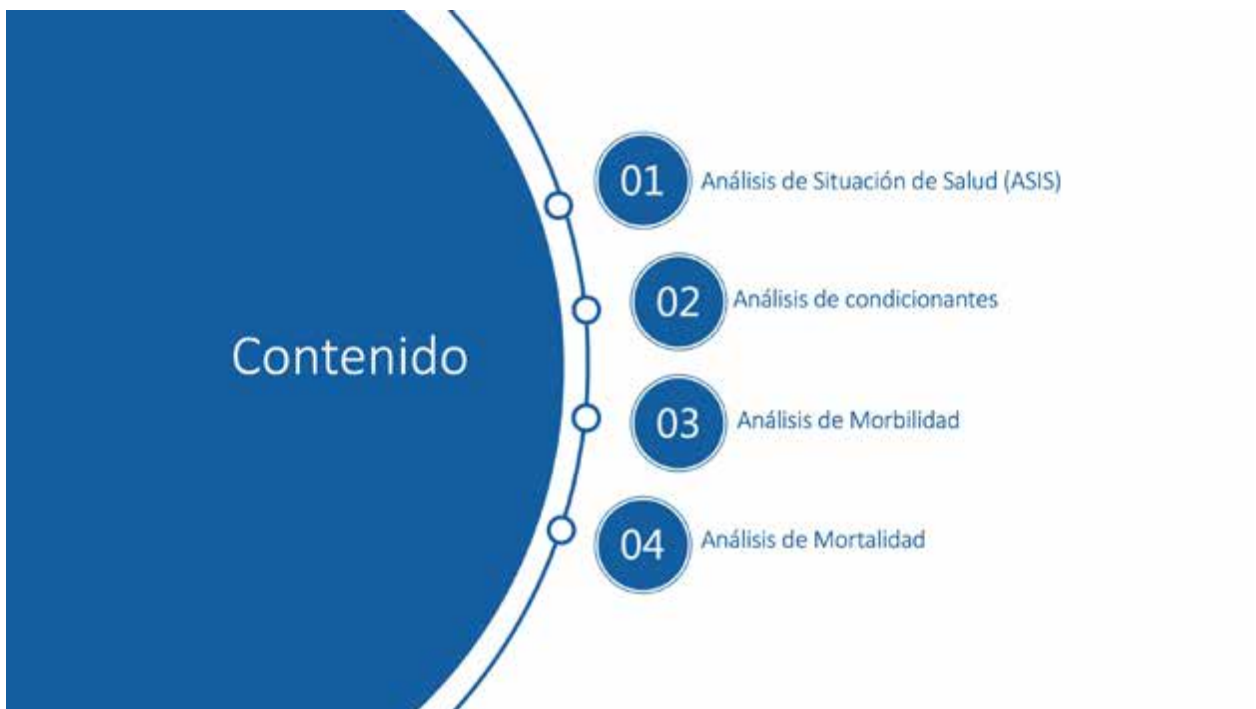 Contenido
01 Análisis de Situación de Salud (ASIS)
02 Análisis de condicionantes
03 Análisis de Morbilidad
04 Análisis de Mortalidad